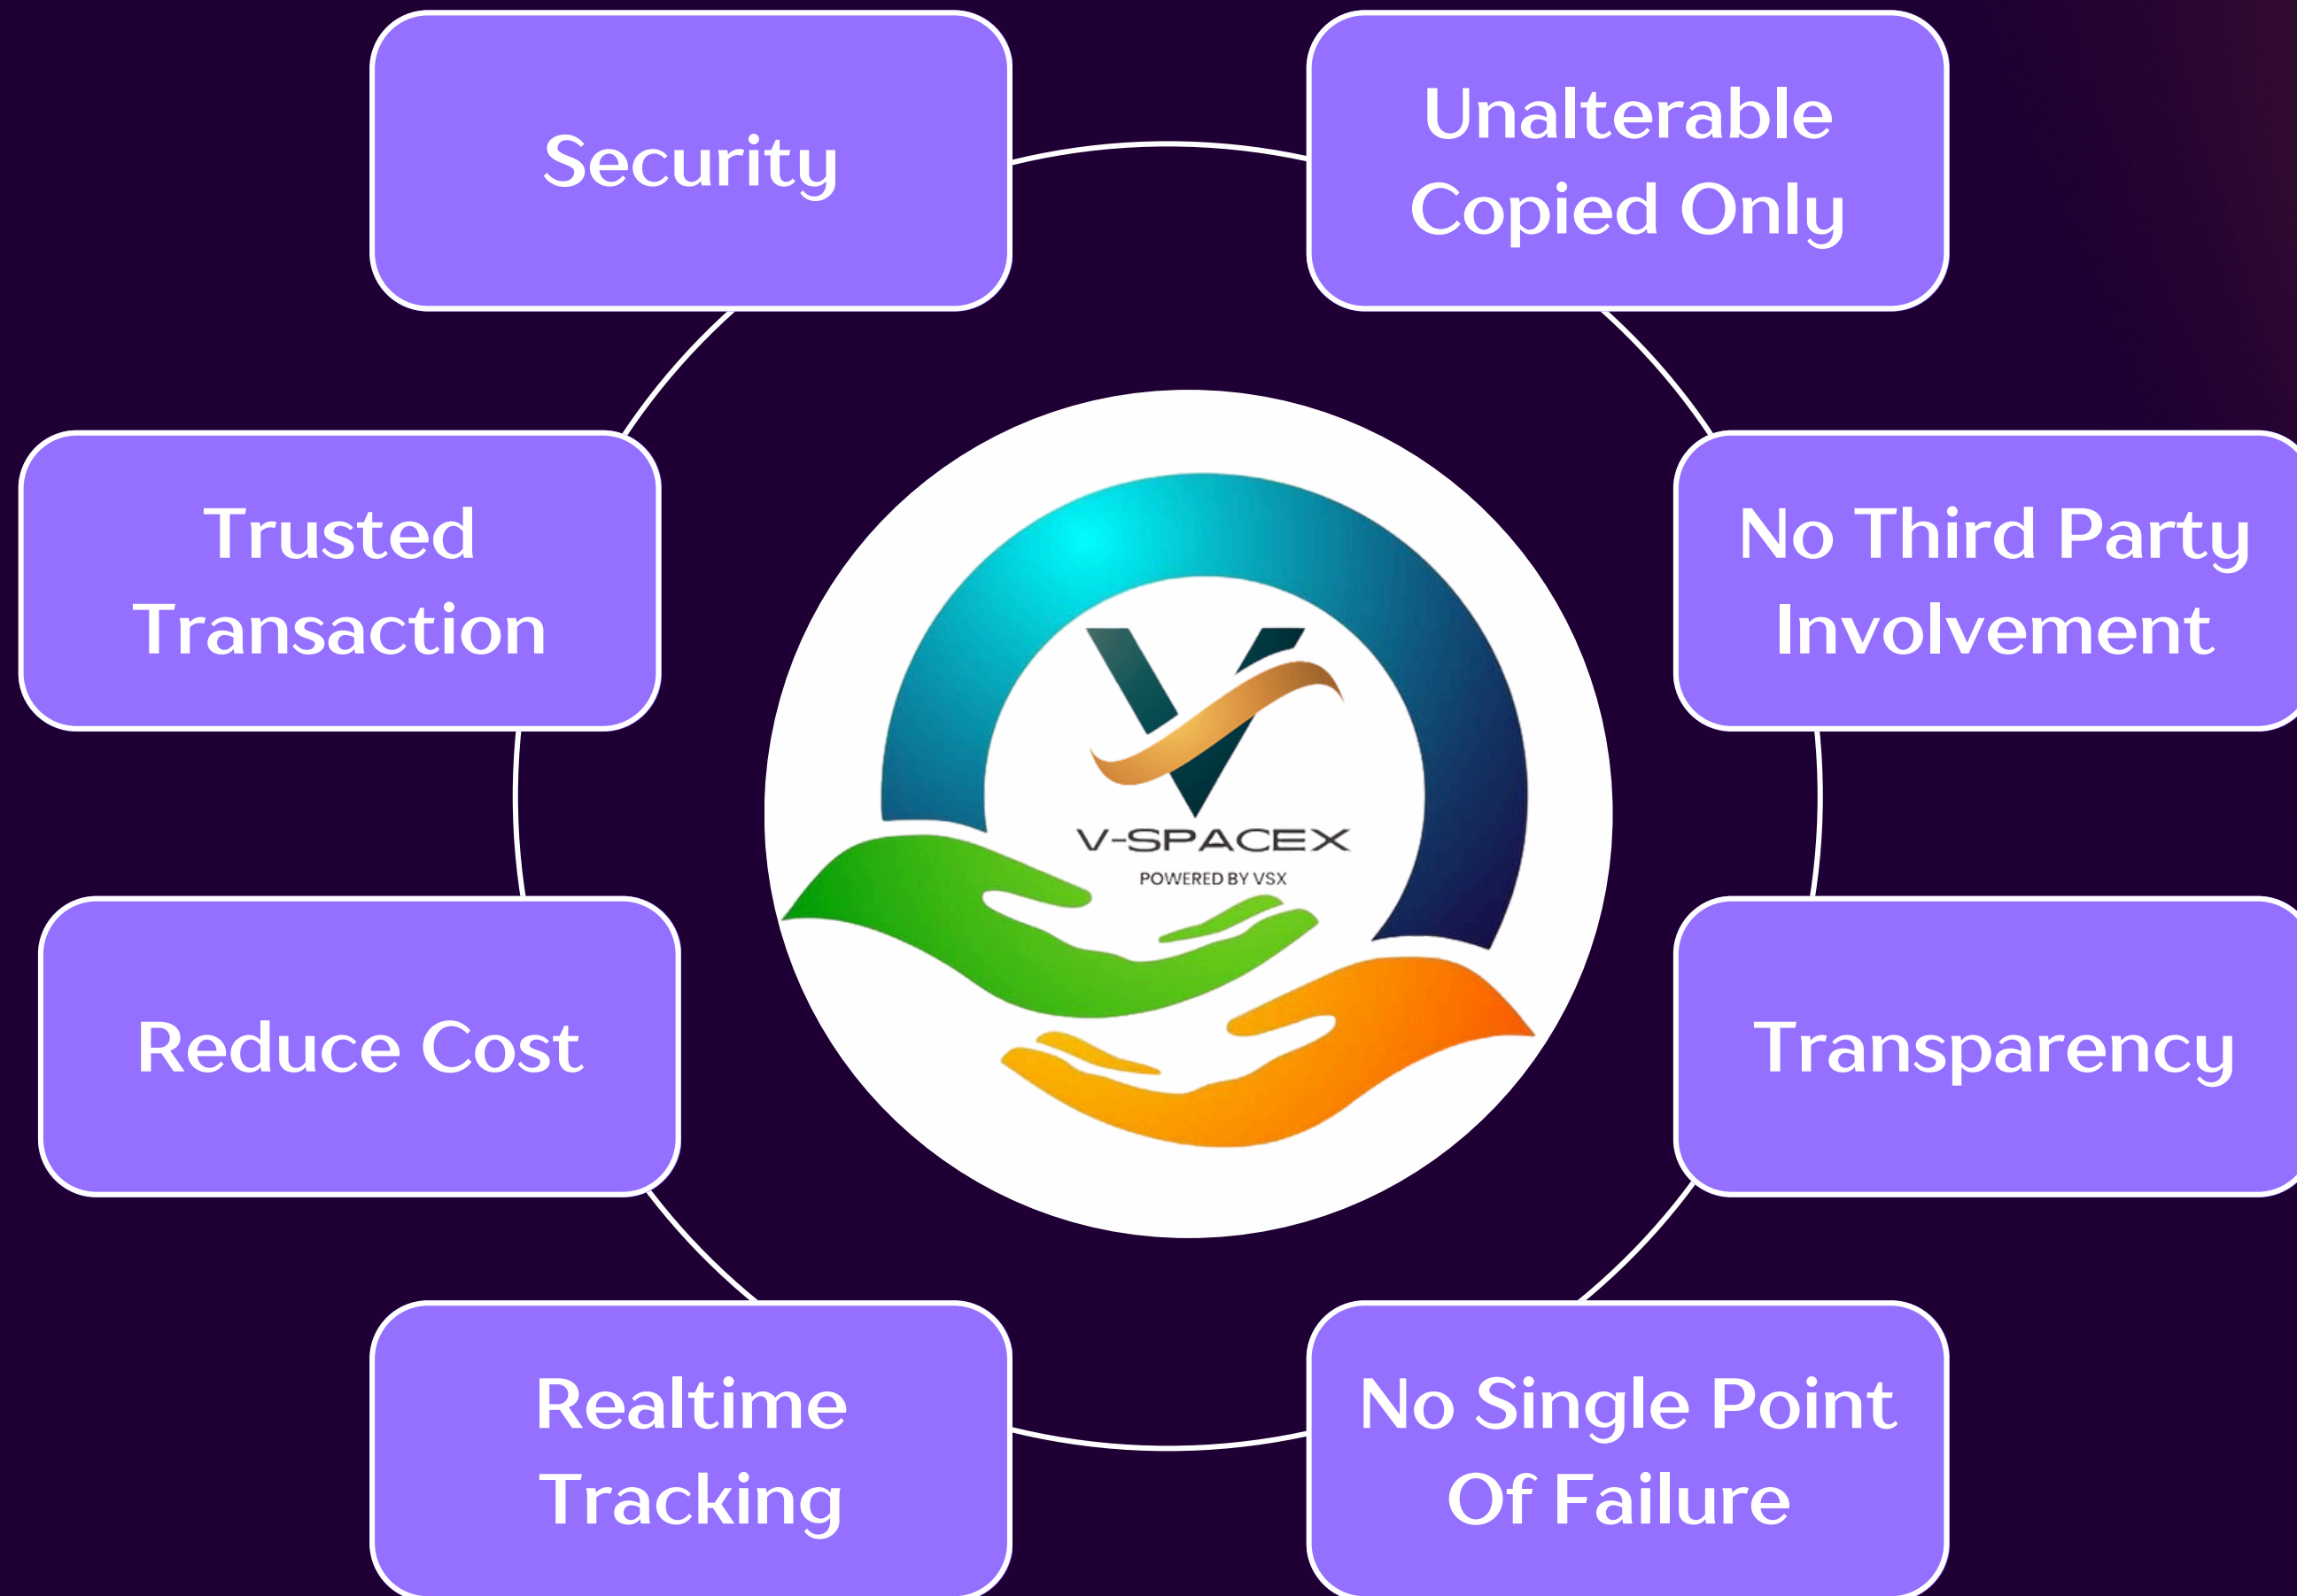 Security
Unalterable
Copied Only
Trusted
Transaction
No Third Party
Involvement
V-SPACEX
POWERED BY VSX
Reduce Cost
Transparency
Realtime
Tracking
No Single Point
Of Failure